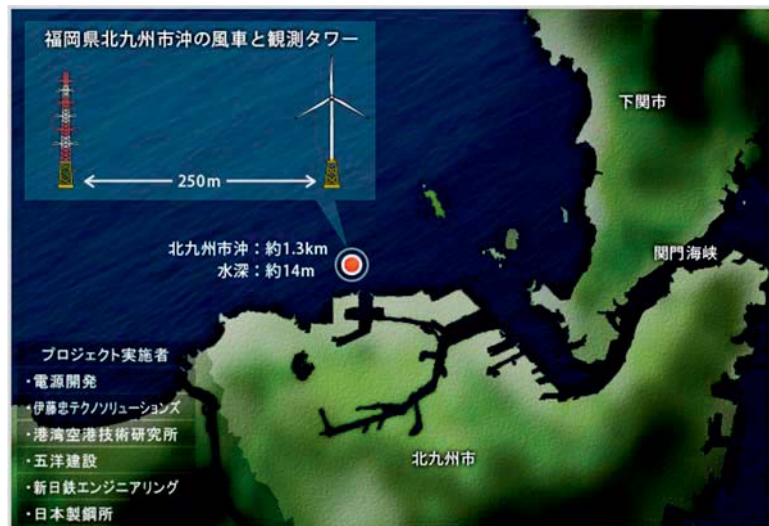 福岡県北九州市沖の風車と観測タワー
250m
下関市
北九州市沖：約1.3km
水深：約14m
関門海峡
プロジェクト実施者
・電源開発
・伊藤忠テクノソリューションズ
・港湾空港技術研究所
・五洋建設
・新日鉄エンジニアリング
・日本製鋼所
北九州市